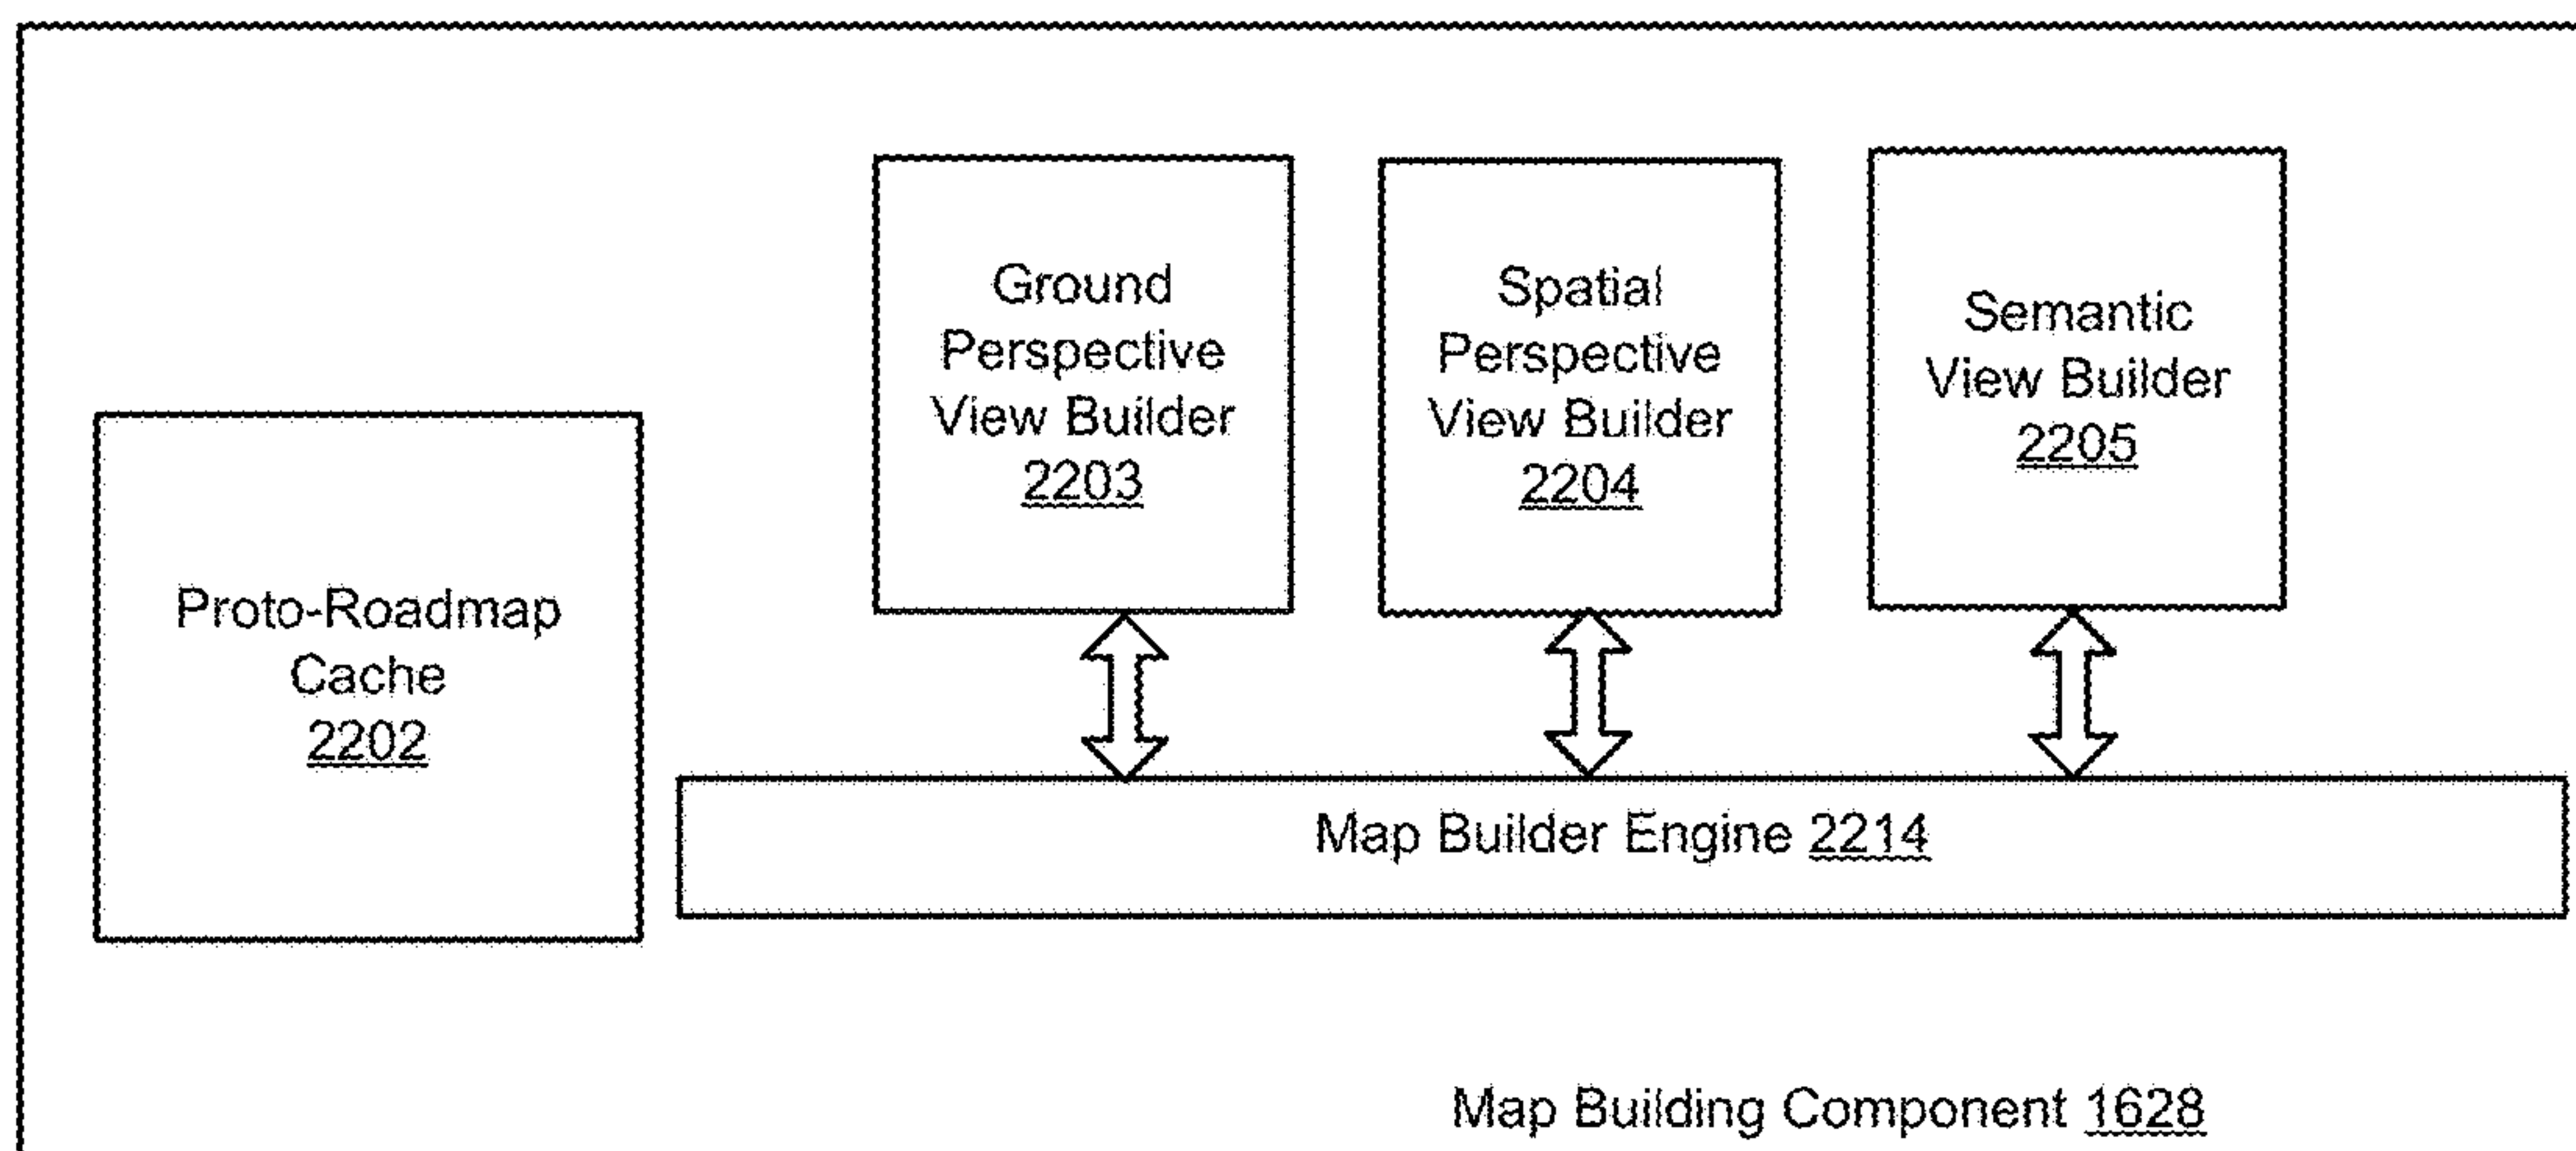 Ground
Perspective
View Builder
2203
Spatial
Perspective
View Builder
2204
Semantic
View Builder
2205
Proto-Roadmap
Cache
2202
Map Builder Engine 2214
Map Building Component 1628